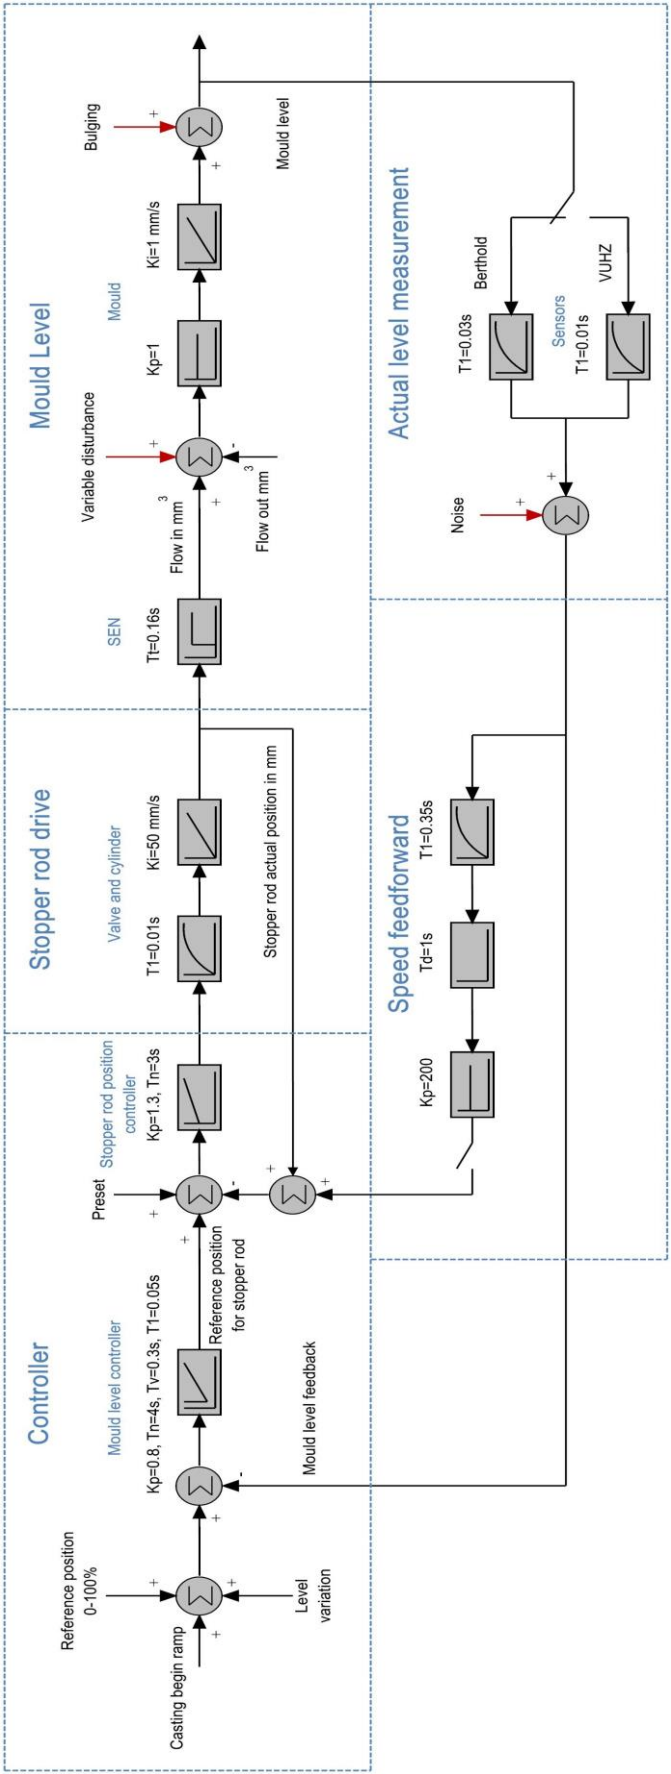 Controller
Reference position
0-100%
Casting begin ramp
Level
variation
Mould level controller
Kp=0.8, Tn=4s, Tv=0.3s, T1=0.05s
Mould level feedback
Reference position
for stopper rod
Preset
Stopper rod position
controller
Kp=1.3, Tn=3s
Stopper rod drive
Valve and cylinder
T1=0.01s
Ki=50 mm/s
Stopper rod actual position in mm
Mould Level
SEN
Tt=0.16s
Flow in mm³
Flow out mm³
Variable disturbance
Mould
Kp=1
Ki=1 mm/s
Bulging
Mould level
Speed feedforward
Kp=200
Td=1s
T1=0.35s
Actual level measurement
Noise
T1=0.03s
Berthold
Sensors
T1=0.01s
VUHZ